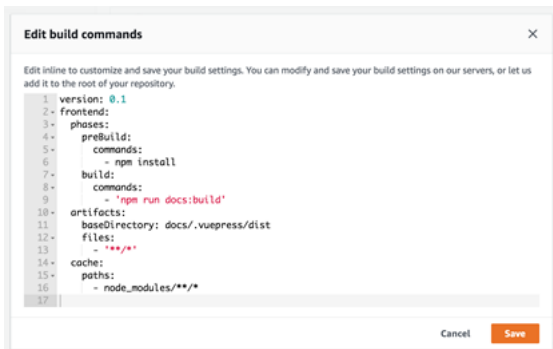 Edit build commands
Edit inline to customize and save your build settings. You can modify and save your build settings on our servers, or let us
add it to the root of your repository.
1 version: 0.1
2 frontend:
3   phases:
4     preBuild:
5       commands:
6         - npm install
7     build:
8       commands:
9         - 'npm run docs:build'
10   artifacts:
11     baseDirectory: docs/.vuepress/dist
12     files:
13       - '**/*'
14   cache:
15     paths:
16       - node_modules/**/*
17
Cancel Save